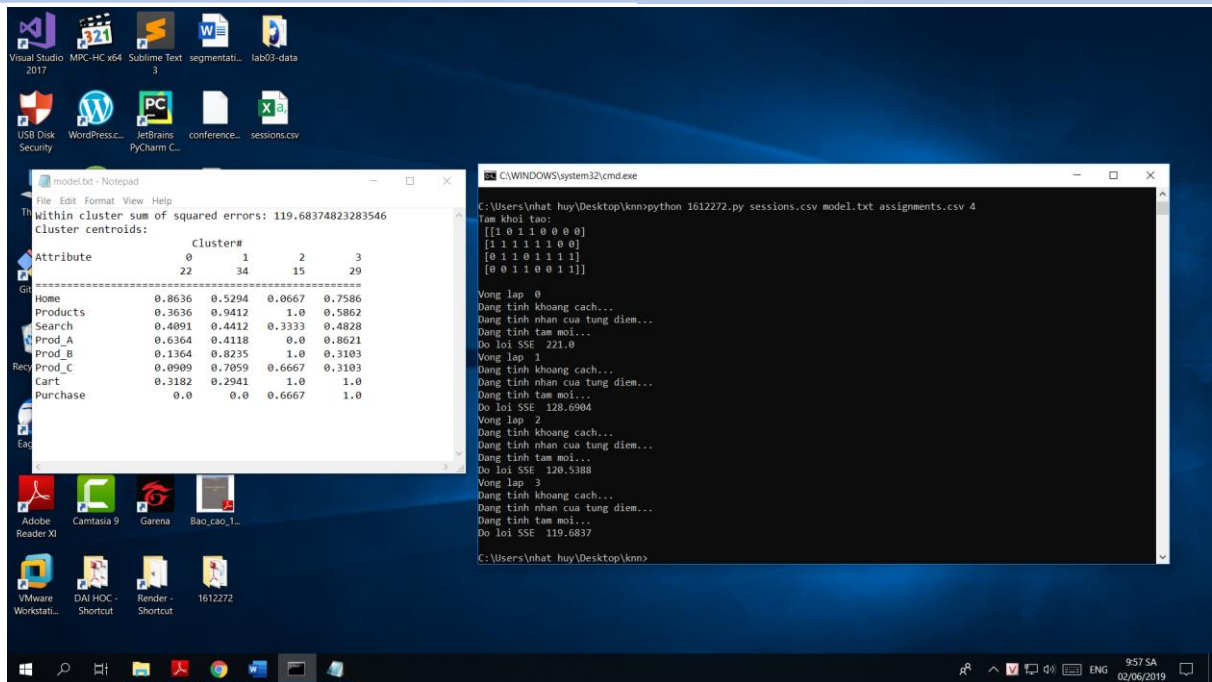 Visual Studio 2017
MPC-HC x64
Sublime Text 3
segmentati...
lab03-data
USB Disk Security
WordPress.c...
JetBrains PyCharm C...
conference...
sessions.csv
model.txt - Notepad
File Edit Format View Help
Within cluster sum of squared errors: 119.68374823283546
Cluster centroids:
Cluster#
Attribute 0 1 2 3
22 34 15 29
============================================
Home 0.8636 0.5294 0.0667 0.7586
Products 0.3636 0.9412 1.0 0.5862
Search 0.4091 0.4412 0.3333 0.4828
Prod_A 0.6364 0.4118 0.0 0.8621
Prod_B 0.1364 0.8235 1.0 0.3103
Prod_C 0.0909 0.7059 0.6667 0.3103
Cart 0.3182 0.2941 1.0 1.0
Purchase 0.0 0.0 0.6667 1.0
C:\WINDOWS\system32\cmd.exe
C:\Users\nhat huy\Desktop\knn>python 1612272.py sessions.csv model.txt assignments.csv 4
Tam khoi tao:
[[1 0 1 1 0 0 0 0]
[1 1 1 1 1 1 0 0]
[0 1 1 0 1 1 1 1]
[0 0 1 1 0 0 1 1]]
Vong lap 0
Dang tinh khoang cach...
Dang tinh nhan cua tung diem...
Dang tinh tam moi...
Do loi SSE 221.0
Vong lap 1
Dang tinh khoang cach...
Dang tinh nhan cua tung diem...
Dang tinh tam moi...
Do loi SSE 128.6904
Vong lap 2
Dang tinh khoang cach...
Dang tinh nhan cua tung diem...
Dang tinh tam moi...
Do loi SSE 120.5388
Vong lap 3
Dang tinh khoang cach...
Dang tinh nhan cua tung diem...
Dang tinh tam moi...
Do loi SSE 119.6837
C:\Users\nhat huy\Desktop\knn>
Adobe Reader XI
Camtasia 9
Garena
Bao_cao_1...
VMware Workstati...
DAI HOC - Shortcut
Render - Shortcut
1612272
ENG
9:57 SA
02/06/2019